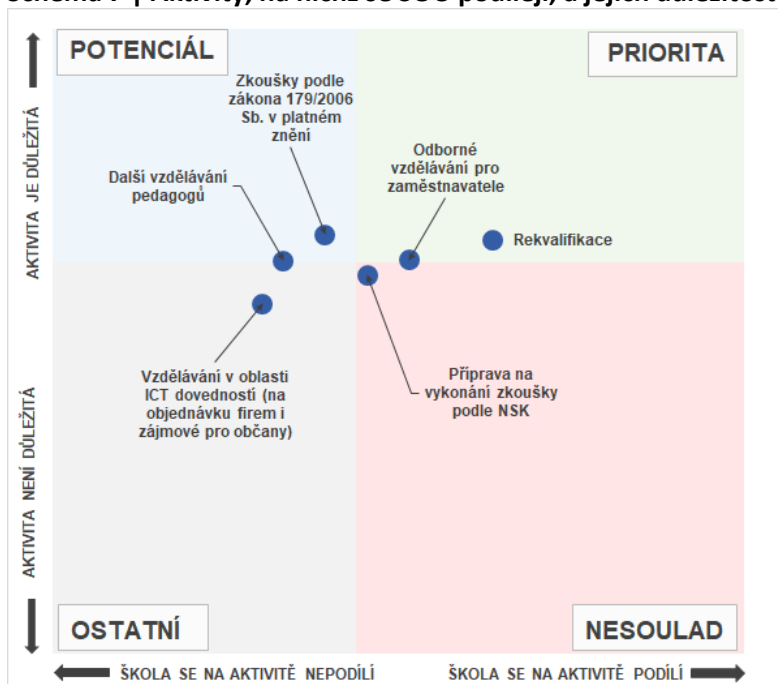 POTENCIÁL
PRIORITA
Zkoušky podle
zákona 179/2006
Sb. v platném
znění
Odborné
vzdělávání pro
zaměstnavatele
Další vzdělávání
pedagogů
Rekvalifikace
AKTIVITA JE DŮLEŽITÁ
Vzdělávání v oblasti
ICT dovedností (na
objednávku firem i
zájmové pro občany)
Příprava na
vykonání zkoušky
podle NSK
AKTIVITA NENÍ DŮLEŽITÁ
OSTATNÍ
NESOULAD
ŠKOLA SE NA AKTIVITĚ NEPODÍLÍ
ŠKOLA SE NA AKTIVITĚ PODÍLÍ